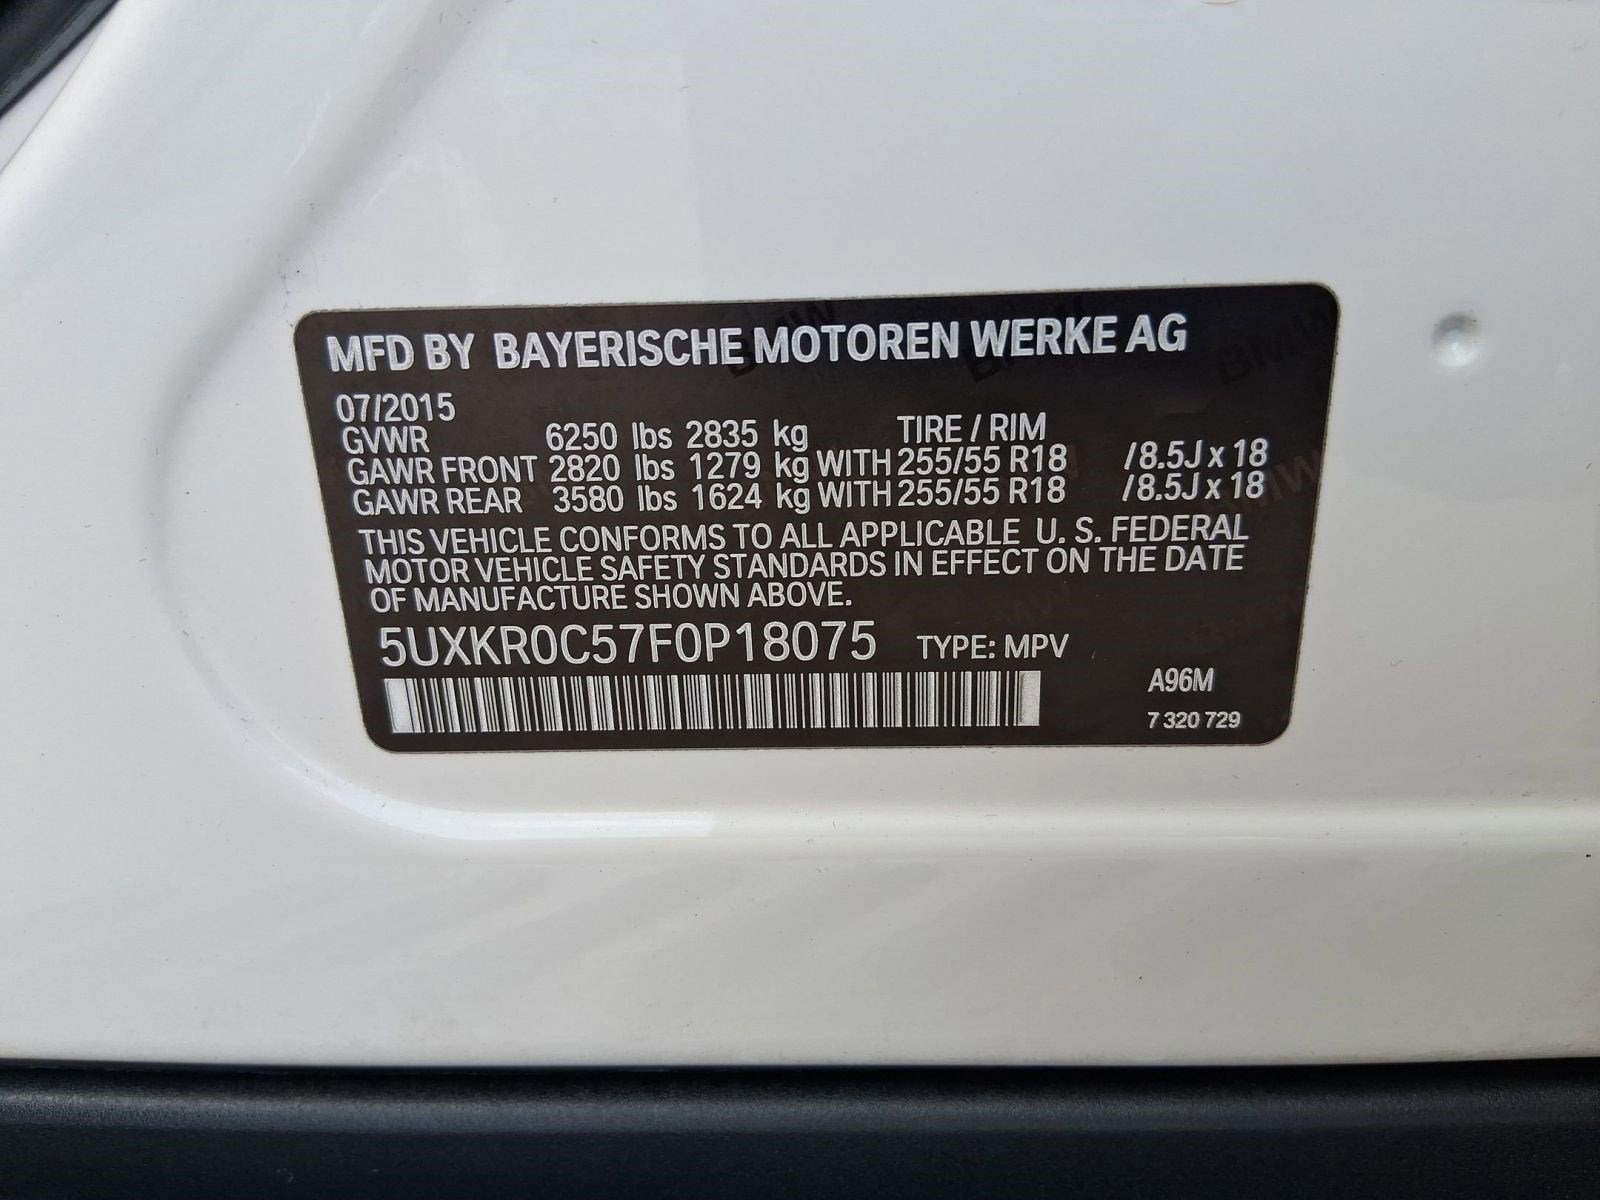 MFD BY BAYERISCHE MOTOREN WERKE AG
07/2015
GVWR 6250 lbs 2835 kg TIRE / RIM
GAWR FRONT 2820 lbs 1279 kg WITH 255/55 R18 /8.5J x 18
GAWR REAR 3580 lbs 1624 kg WITH 255/55 R18 /8.5J x 18
THIS VEHICLE CONFORMS TO ALL APPLICABLE U. S. FEDERAL
MOTOR VEHICLE SAFETY STANDARDS IN EFFECT ON THE DATE
OF MANUFACTURE SHOWN ABOVE.
5UXKR0C57F0P18075 TYPE: MPV
A96M
7 320 729